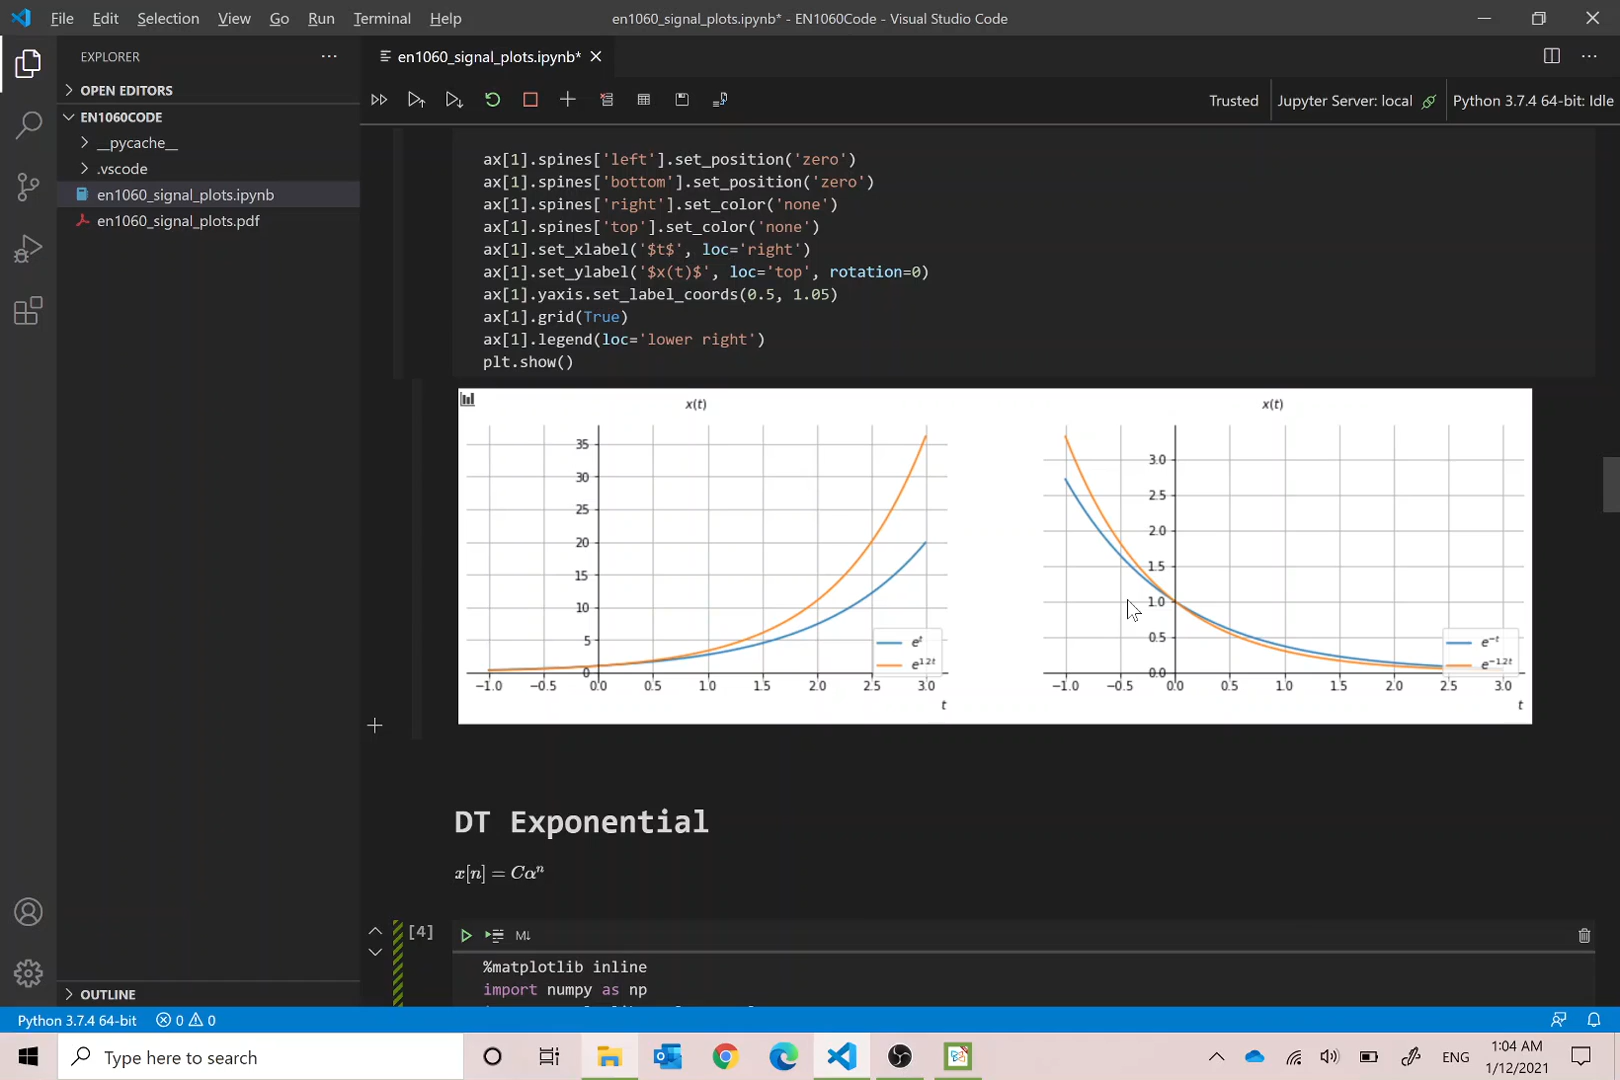 File Edit Selection View Go Run Terminal Help
en1060_signal_plots.ipynb* - EN1060Code - Visual Studio Code
EXPLORER
OPEN EDITORS
EN1060CODE
__pycache__
.vscode
en1060_signal_plots.ipynb
en1060_signal_plots.pdf
OUTLINE
en1060_signal_plots.ipynb*
Trusted
Jupyter Server: local
Python 3.7.4 64-bit: Idle
ax[1].spines['left'].set_position('zero')
ax[1].spines['bottom'].set_position('zero')
ax[1].spines['right'].set_color('none')
ax[1].spines['top'].set_color('none')
ax[1].set_xlabel('$t$', loc='right')
ax[1].set_ylabel('$x(t)$', loc='top', rotation=0)
ax[1].yaxis.set_label_coords(0.5, 1.05)
ax[1].grid(True)
ax[1].legend(loc='lower right')
plt.show()
x(t)
35
30
25
20
15
10
5
0
-1.0 -0.5 0.0 0.5 1.0 1.5 2.0 2.5 3.0
t
e^t
e^{1.2t}
x(t)
3.0
2.5
2.0
1.5
1.0
0.5
0.0
-1.0 -0.5 0.0 0.5 1.0 1.5 2.0 2.5 3.0
t
e^{-t}
e^{-1.2t}
DT Exponential
x[n] = Cα^n
[4]
M↓
%matplotlib inline
import numpy as np
Python 3.7.4 64-bit 0 0
Type here to search
ENG
1:04 AM
1/12/2021